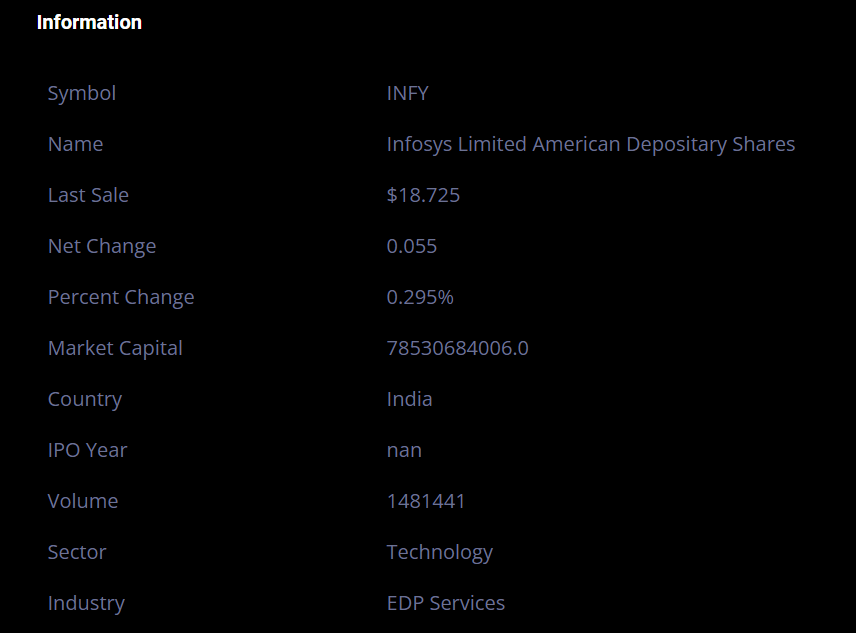 Information
Symbol INFY
Name Infosys Limited American Depositary Shares
Last Sale $18.725
Net Change 0.055
Percent Change 0.295%
Market Capital 78530684006.0
Country India
IPO Year nan
Volume 1481441
Sector Technology
Industry EDP Services